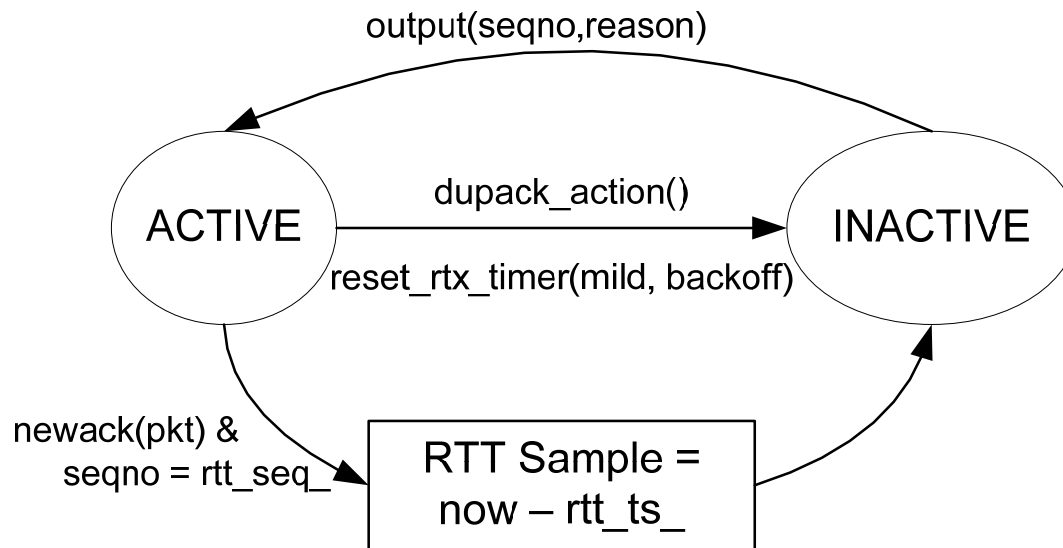 output(seqno,reason)
ACTIVE
dupack_action()
INACTIVE
reset_rtx_timer(mild, backoff)
newack(pkt) &
seqno = rtt_seq_
RTT Sample =
now – rtt_ts_